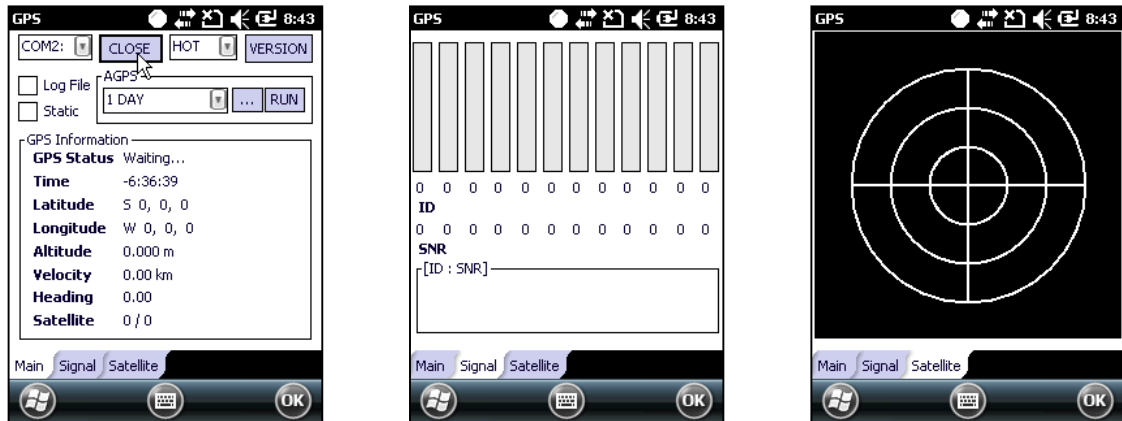 GPS 8:43
COM2: CLOSE HOT VERSION
Log File
Static
AGPS
1 DAY ... RUN
GPS Information
GPS Status Waiting...
Time -6:36:39
Latitude S 0, 0, 0
Longitude W 0, 0, 0
Altitude 0.000 m
Velocity 0.00 km
Heading 0.00
Satellite 0 / 0
Main Signal Satellite
OK
GPS 8:43
0 0 0 0 0 0 0 0 0 0 0 0
ID
0 0 0 0 0 0 0 0 0 0 0 0
SNR
[ID : SNR]
Main Signal Satellite
OK
GPS 8:43
Main Signal Satellite
OK